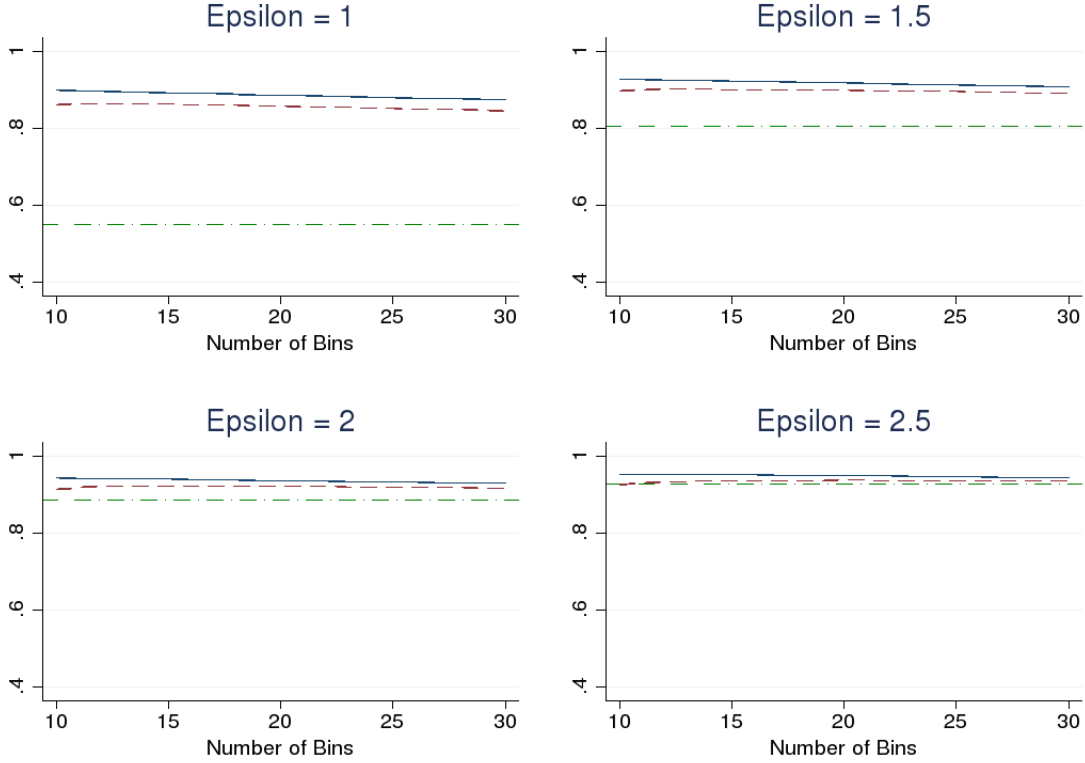 Epsilon = 1
1
.8
.6
.4
10 15 20 25 30
Number of Bins
Epsilon = 1.5
1
.8
.6
.4
10 15 20 25 30
Number of Bins
Epsilon = 2
1
.8
.6
.4
10 15 20 25 30
Number of Bins
Epsilon = 2.5
1
.8
.6
.4
10 15 20 25 30
Number of Bins